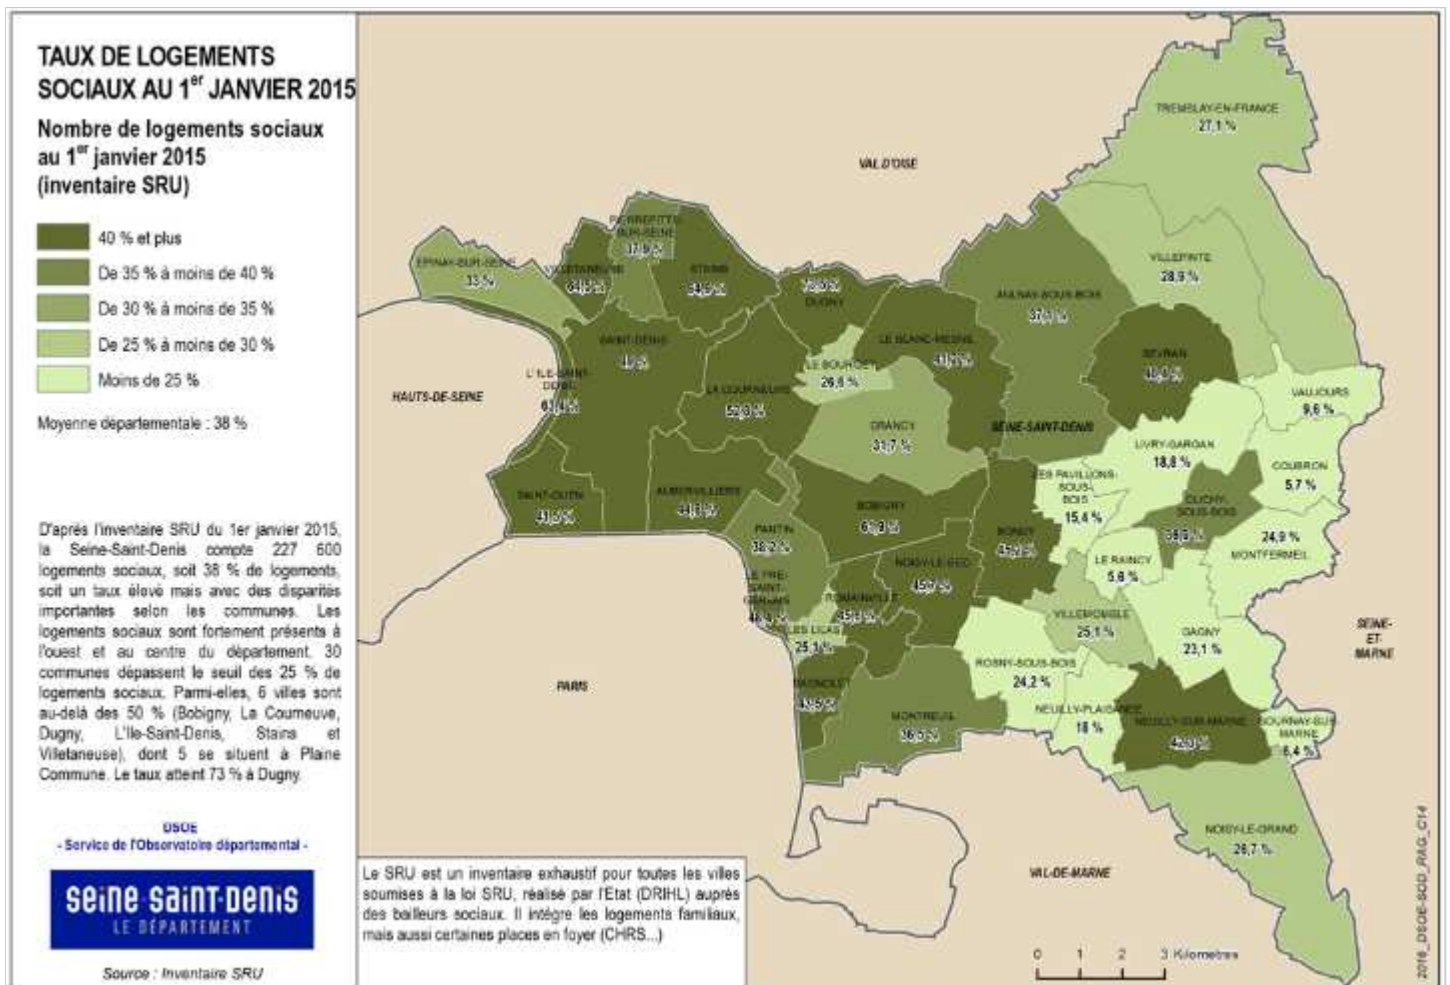 TAUX DE LOGEMENTS
SOCIAUX AU 1er JANVIER 2015
Nombre de logements sociaux
au 1er janvier 2015
(inventaire SRU)
40 % et plus
De 35 % à moins de 40 %
De 30 % à moins de 35 %
De 25 % à moins de 30 %
Moins de 25 %
Moyenne départementale : 38 %
D'après l'inventaire SRU du 1er janvier 2015,
la Seine-Saint-Denis compte 227 600
logements sociaux, soit 38 % de logements,
soit un taux élevé mais avec des disparités
importantes selon les communes. Les
logements sociaux sont fortement présents à
l'ouest et au centre du département. 30
communes dépassent le seuil des 25 % de
logements sociaux. Parmi-elles, 6 villes sont
au-delà des 50 % (Bobigny, La Courneuve,
Dugny, L'Ile-Saint-Denis, Stains et
Villetaneuse), dont 5 se situent à Plaine
Commune. Le taux atteint 73 % à Dugny.
DSOE
- Service de l'Observatoire départemental -
seine-saint-denis
LE DÉPARTEMENT
Source : Inventaire SRU
Le SRU est un inventaire exhaustif pour toutes les villes
soumises à la loi SRU, réalisé par l'Etat (DRIHL) auprès
des bailleurs sociaux. Il intègre les logements familiaux,
mais aussi certaines places en foyer (CHRS...)
VAL D'OISE
HAUTS-DE-SEINE
PARIS
VAL-DE-MARNE
SEINE-
ET-
MARNE
SEINE-SAINT-DENIS
TREMBLAY-EN-FRANCE
27,1 %
VILLEPINTE
28,9 %
PIERREFITTE-
SUR-SEINE
EPINAY-SUR-SEINE
33 %
VILLETANEUSE
STAINS
DUGNY
AULNAY-SOUS-BOIS
LE BLANC-MESNIL
SEVRAN
SAINT-DENIS
L' ILE-SAINT-
DENIS
LA COURNEUVE
LE BOURGET
DRANCY
31,7 %
VAUJOURS
9,6 %
LIVRY-GARGAN
COUBRON
5,7 %
LES PAVILLONS-
SOUS-
BOIS
15,4 %
CLICHY-
SOUS-BOIS
24,9 %
MONTFERMEIL
SAINT-OUEN
AUBERVILLIERS
BOBIGNY
PANTIN
38,2 %
BONDY
LE RAINCY
5,6 %
NOISY-LE-SEC
45,7 %
LE PRE-
SAINT-
GERVAIS
ROMAINVILLE
LES LILAS
VILLEMOMBLE
25,1 %
GAGNY
23,1 %
ROSNY-SOUS-BOIS
24,2 %
BAGNOLET
MONTREUIL
36,5 %
NEUILLY-PLAISANCE
18 %
NEUILLY-SUR-MARNE
GOURNAY-SUR-
MARNE
6,4 %
NOISY-LE-GRAND
26,7 %
0 1 2 3 Kilometres
2016_DSOE-SOD_RAG_C14